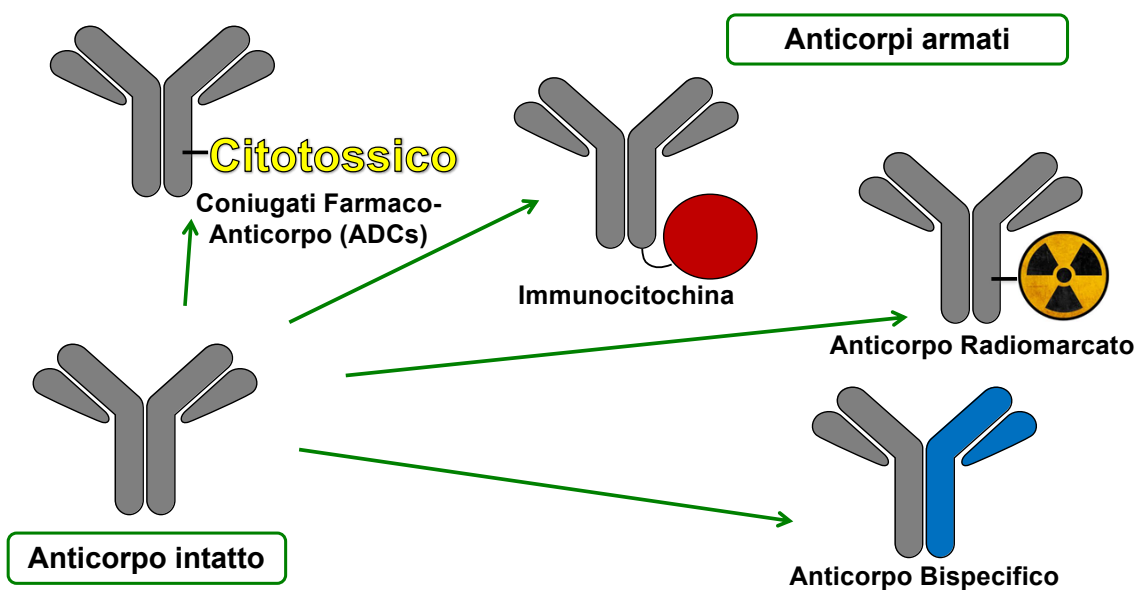 Anticorpi armati
Citotossico
Coniugati Farmaco-
Anticorpo (ADCs)
Immunocitochina
Anticorpo Radiomarcato
Anticorpo intatto
Anticorpo Bispecifico